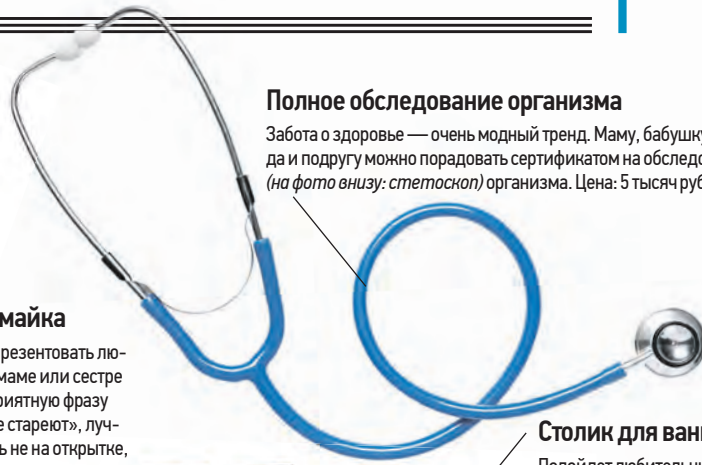 Полное обследование организма
Забота о здоровье — очень модный тренд. Маму, бабушку
да и подругу можно порадовать сертификатом на обследо
(на фото внизу: стетоскоп) организма. Цена: 5 тысяч руб
майка
резентовать лю-
маме или сестре
риятную фразу
е стареют», луч-
ь не на открытке,
Столик для ванн